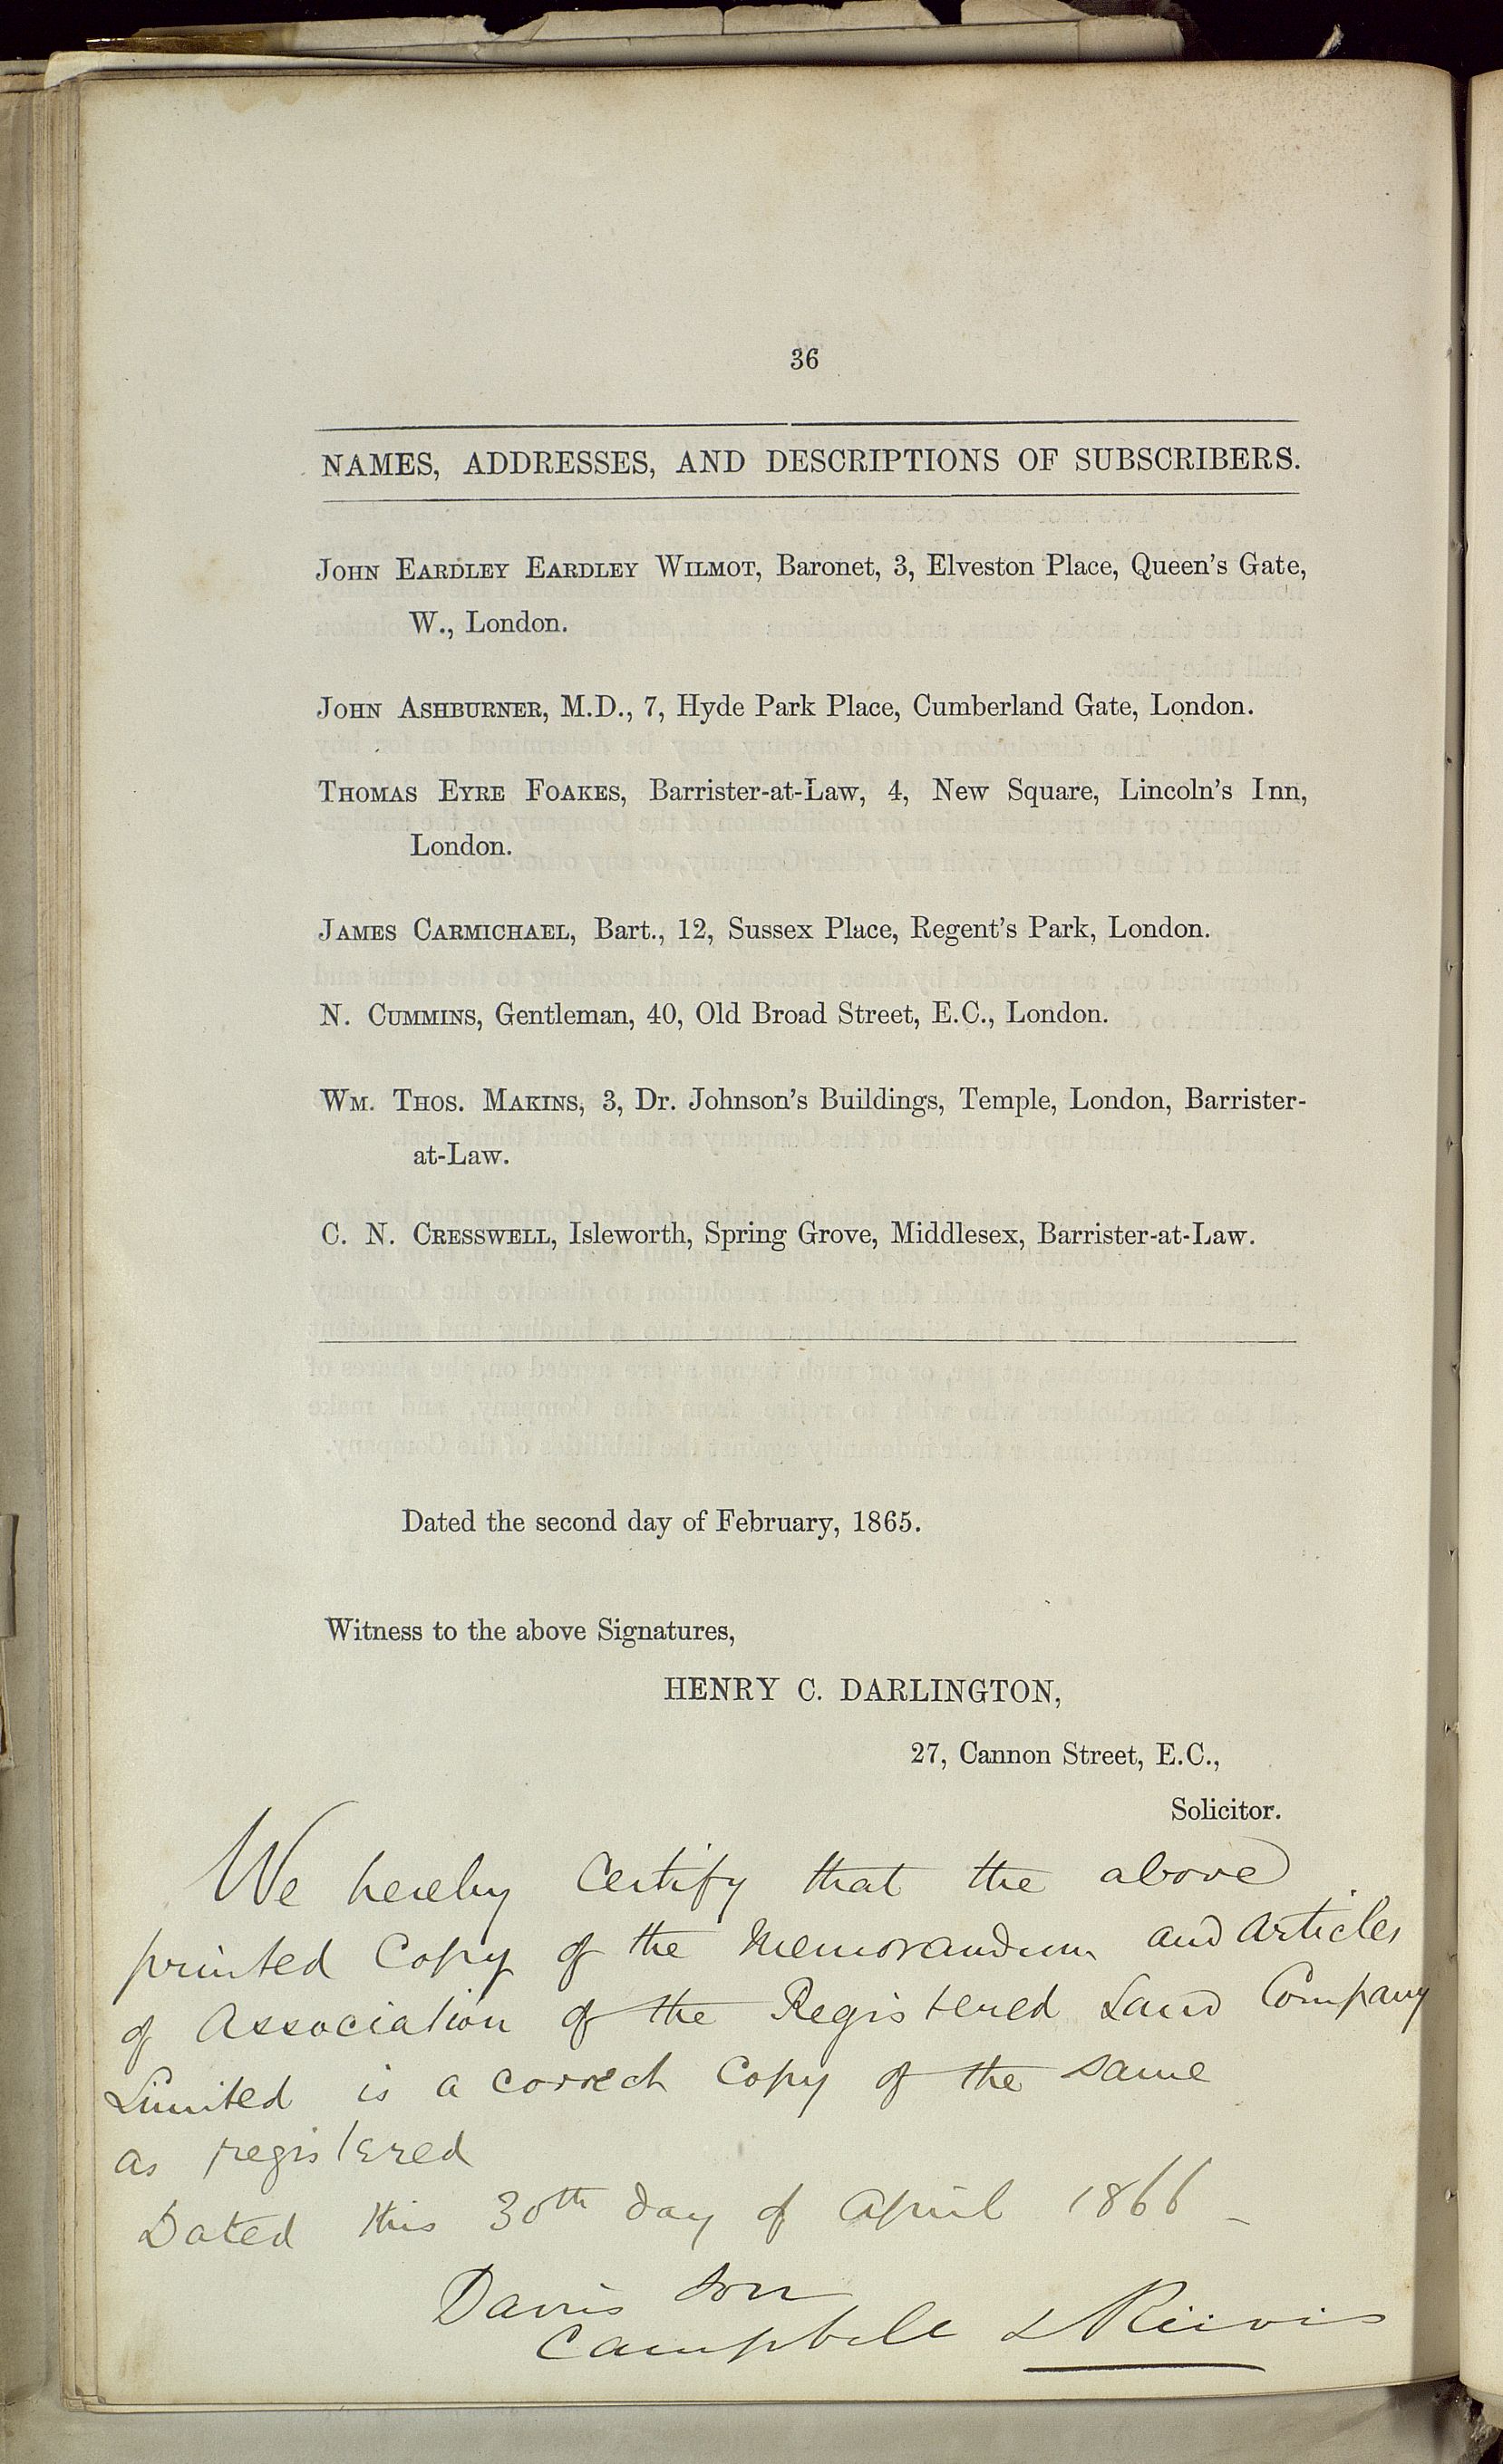 36
NAMES, ADDRESSES, AND DESCRIPTIONS OF SUBSCRIBERS.
JOHN EARDLEY EARDLEY WILMOT, Baronet, 3, Elveston Place, Queen's Gate,
W., London.
JOHN ASHBURNER, M.D., 7, Hyde Park Place, Cumberland Gate, London.
THOMAS EYRE FOAKES, Barrister-at-Law, 4, New Square, Lincoln's Inn,
London.
JAMES CARMICHAEL, Bart., 12, Sussex Place, Regent's Park, London.
N. CUMMINS, Gentleman, 40, Old Broad Street, E.C., London.
WM. THOS. MAKINS, 3, Dr. Johnson's Buildings, Temple, London, Barrister-
at-Law.
C. N. CRESSWELL, Isleworth, Spring Grove, Middlesex, Barrister-at-Law.
Dated the second day of February, 1865.
Witness to the above Signatures,
HENRY C. DARLINGTON,
27, Cannon Street, E.C.,
Solicitor.
We hereby Certify that the above
printed Copy of the Memorandum and Articles
of Association of the Registered Land Company
Limited is a correct Copy of the same
as registered
Dated this 30th day of April 1866 -
Davis Son
Campbell &